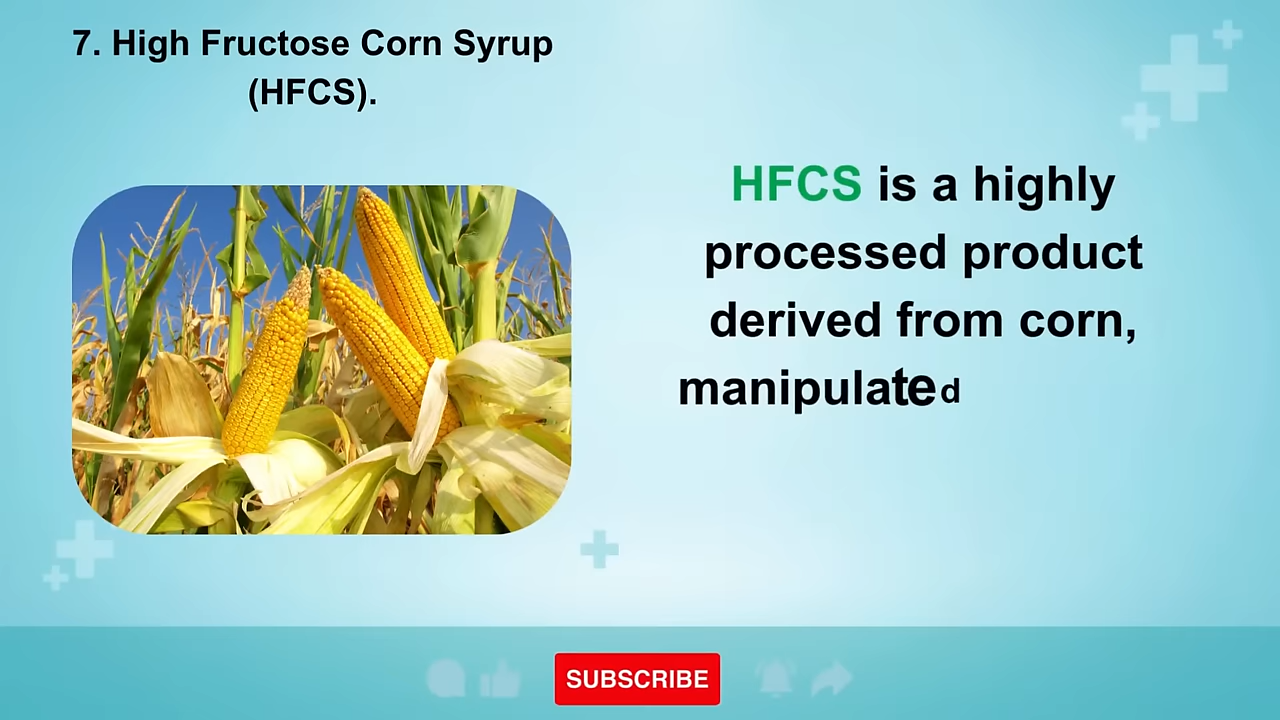 7. High Fructose Corn Syrup
(HFCS).
HFCS is a highly
processed product
derived from corn,
manipulated
SUBSCRIBE